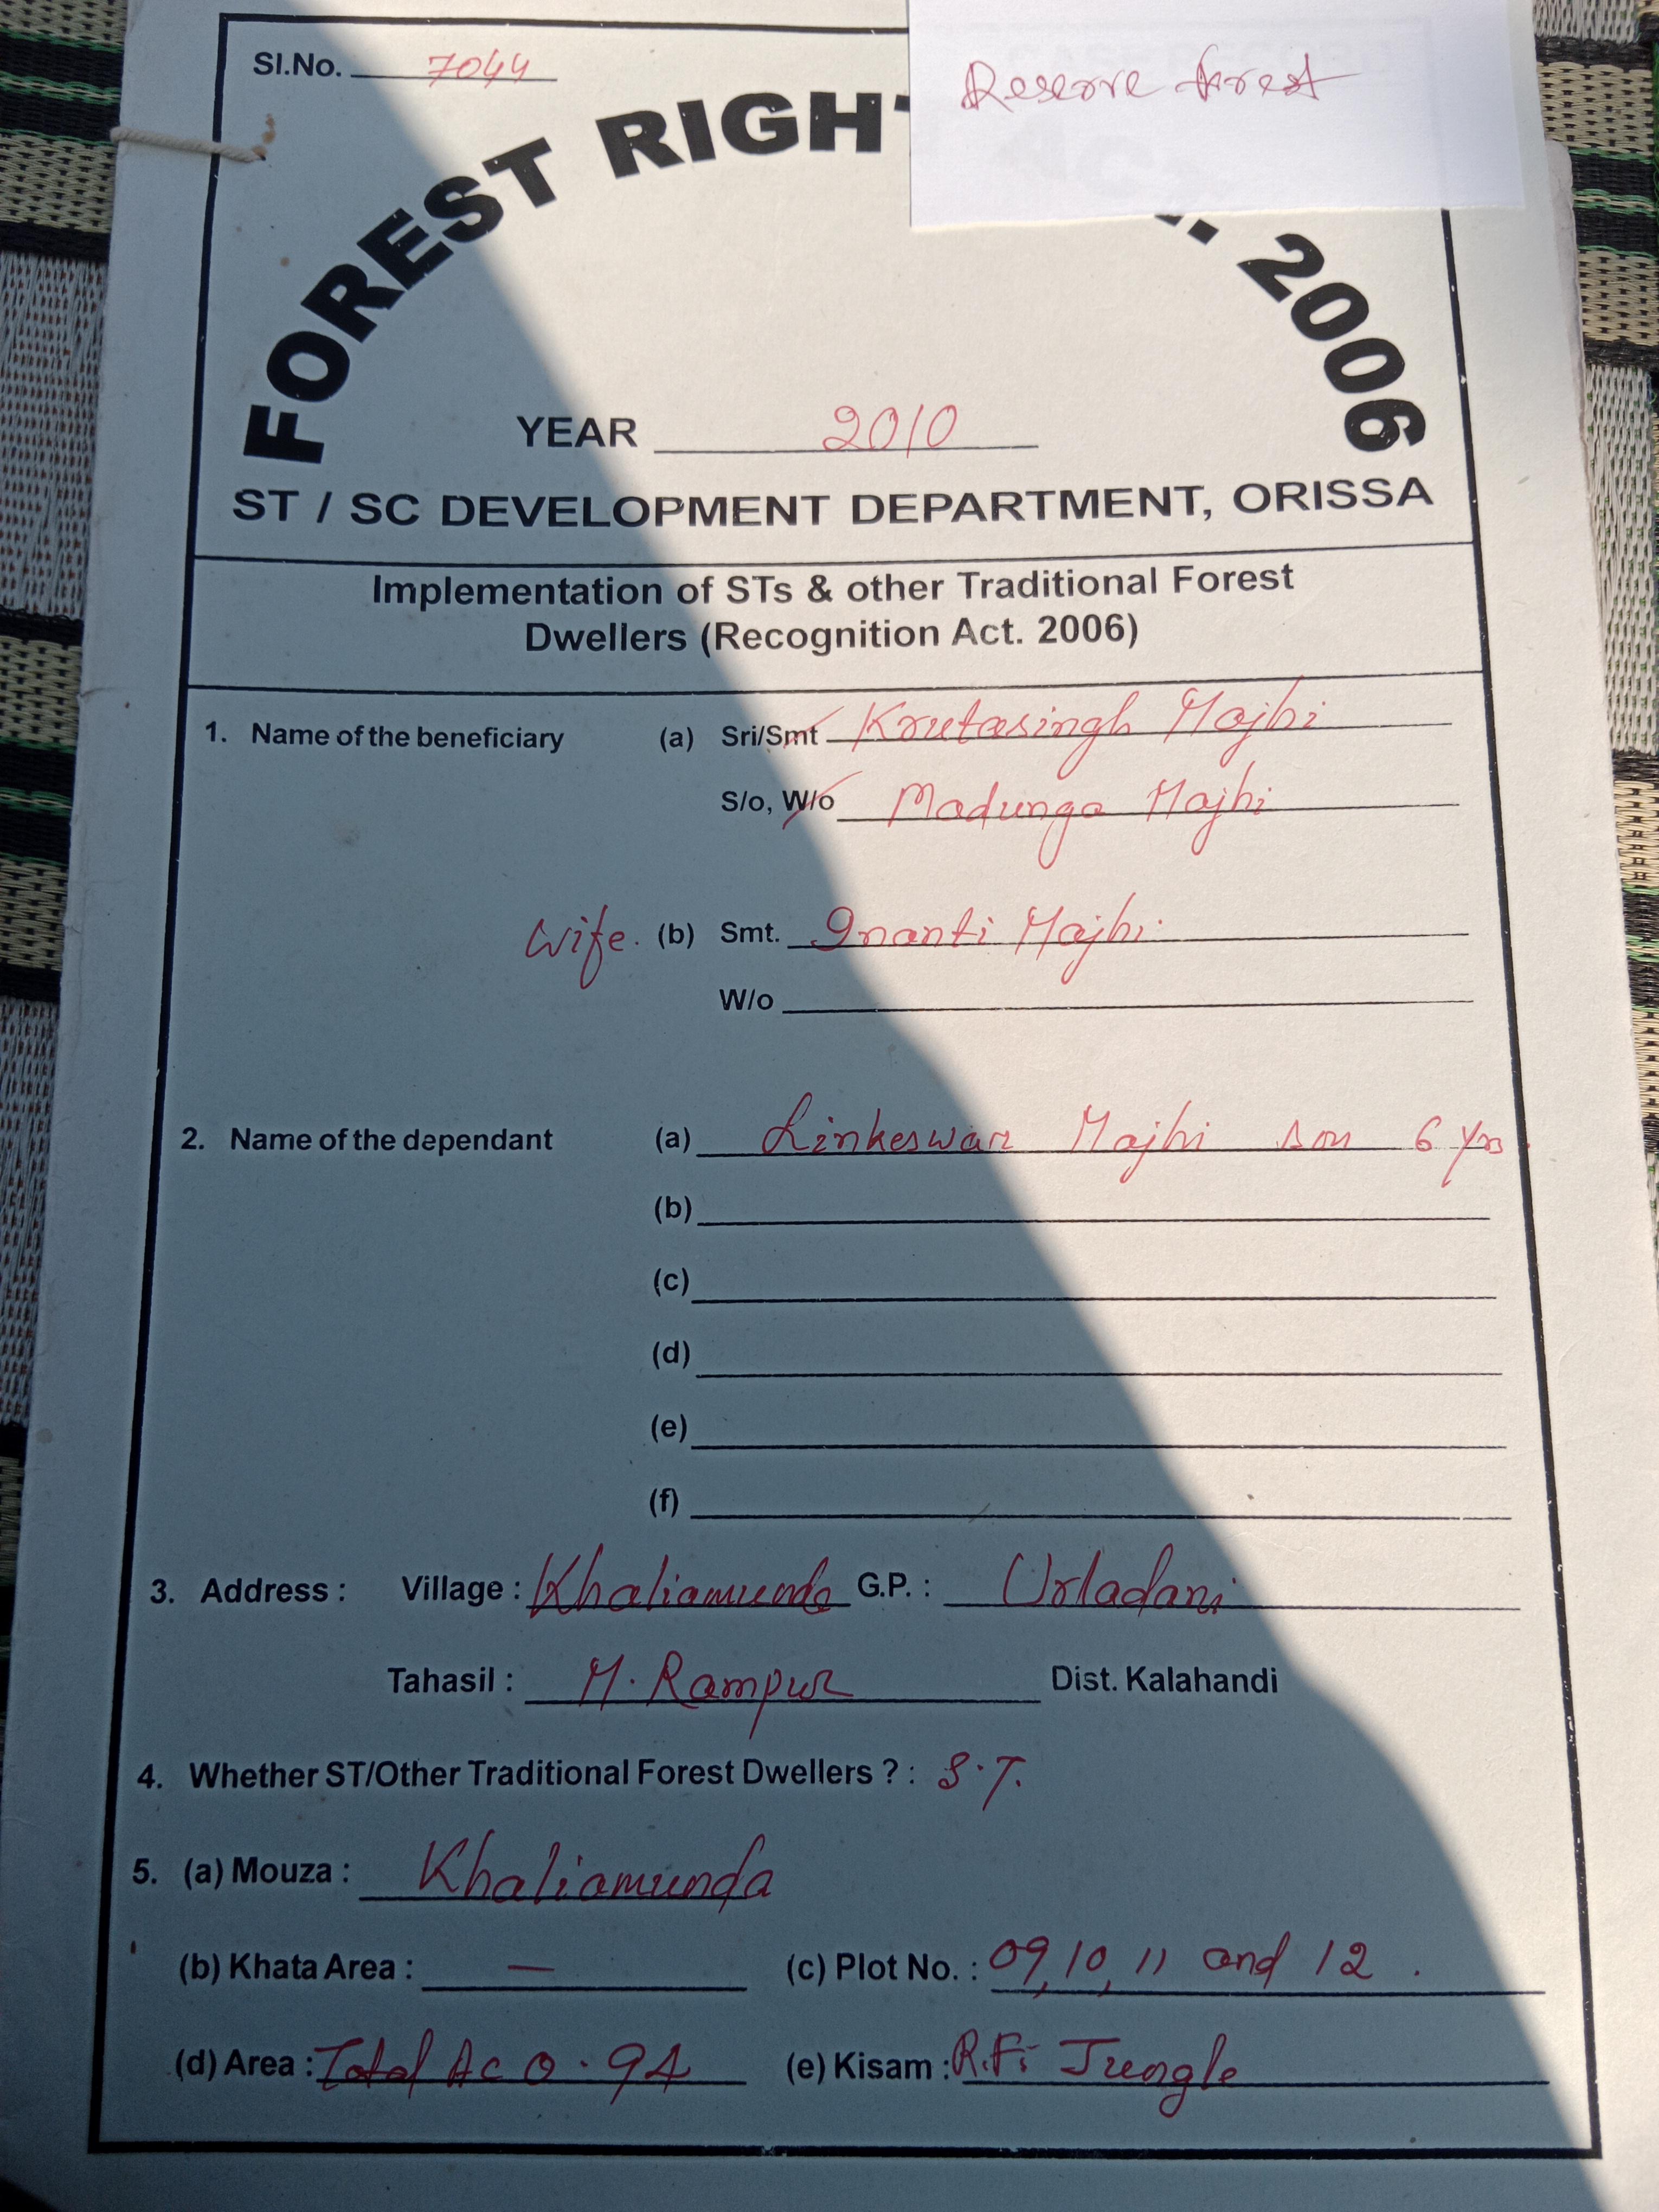 Reserve forest
Sl.No. 7044
FOREST RIGHT 2006
YEAR 2010
ST / SC DEVELOPMENT DEPARTMENT, ORISSA
Implementation of STs & other Traditional Forest
Dwellers (Recognition Act. 2006)
1. Name of the beneficiary (a) Sri/Smt Krutasingh Majhi
S/o, W/o Madunga Majhi
Wife. (b) Smt. Inanti Majhi
W/o
2. Name of the dependant (a) Linkeswar Majhi son 6 yrs
(b)
(c)
(d)
(e)
(f)
3. Address : Village : Khaliamunda G.P. : Urladani
Tahasil : M. Rampur Dist. Kalahandi
4. Whether ST/Other Traditional Forest Dwellers ? : S.T.
5. (a) Mouza : Khaliamunda
(b) Khata Area : — (c) Plot No. : 09, 10, 11 and 12 .
(d) Area : Total Ac 0.94 (e) Kisam : R.F. Jungle